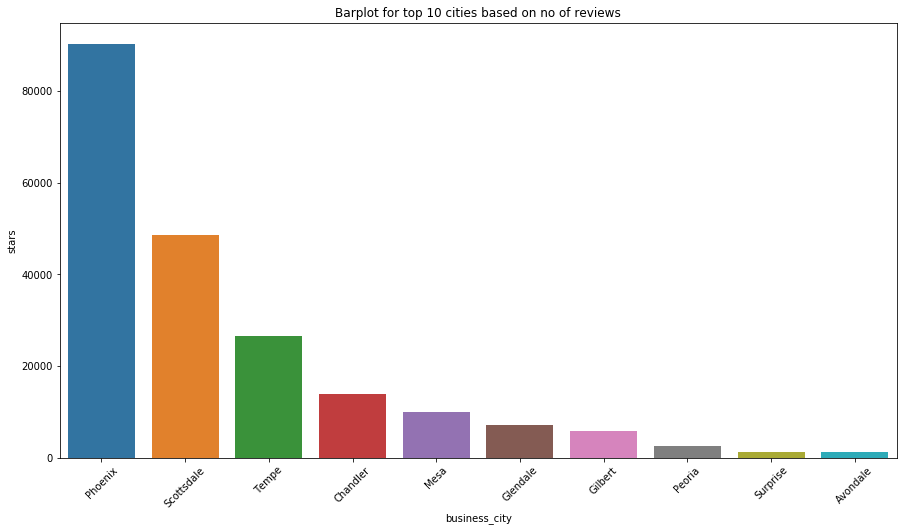 Barplot for top 10 cities based on no of reviews
80000
60000
40000
20000
0
stars
Phoenix
Scottsdale
Tempe
Chandler
Mesa
Glendale
Gilbert
Peoria
Surprise
Avondale
business_city